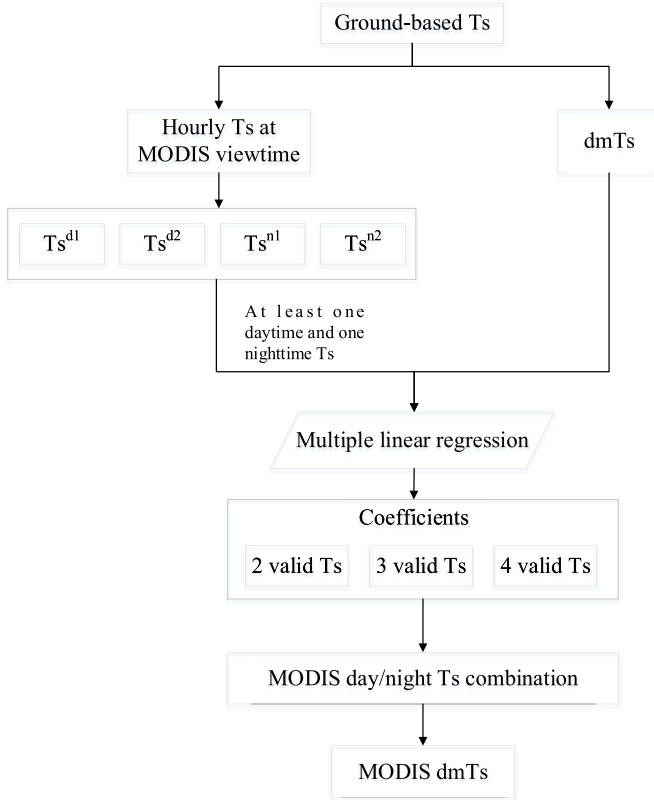 Ground-based Ts
Hourly Ts at
MODIS viewtime
dmTs
Ts^d1 Ts^d2 Ts^n1 Ts^n2
At least one
daytime and one
nighttime Ts
Multiple linear regression
Coefficients
2 valid Ts 3 valid Ts 4 valid Ts
MODIS day/night Ts combination
MODIS dmTs